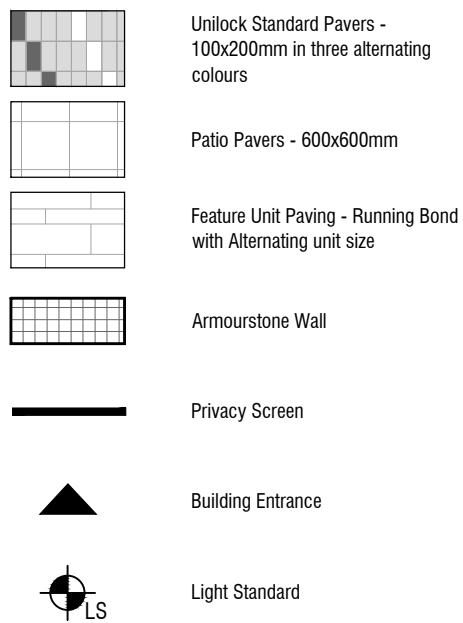 Unilock Standard Pavers -
100x200mm in three alternating
colours
Patio Pavers - 600x600mm
Feature Unit Paving - Running Bond
with Alternating unit size
Armourstone Wall
Privacy Screen
Building Entrance
LS
Light Standard